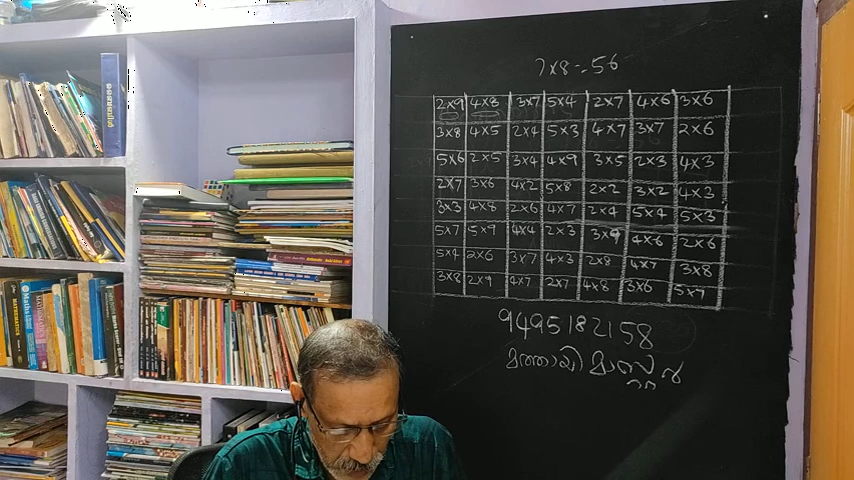 7x8=56
2x9 4x8 3x7 5x4 2x7 4x6 3x6
3x8 4x5 2x4 5x3 4x7 3x7 2x6
5x6 2x5 3x4 4x9 3x5 2x3 4x3
2x7 3x6 4x2 5x8 2x2 3x2 4x3
3x3 4x8 2x6 4x7 2x4 5x4 5x3
5x7 5x9 4x4 2x3 3x9 4x6 2x6
5x4 2x6 3x7 4x3 2x8 4x7 3x8
3x8 2x9 4x7 2x7 4x8 3x6 5x7
9495182158
മത്തായി മാസ്റ്റർ